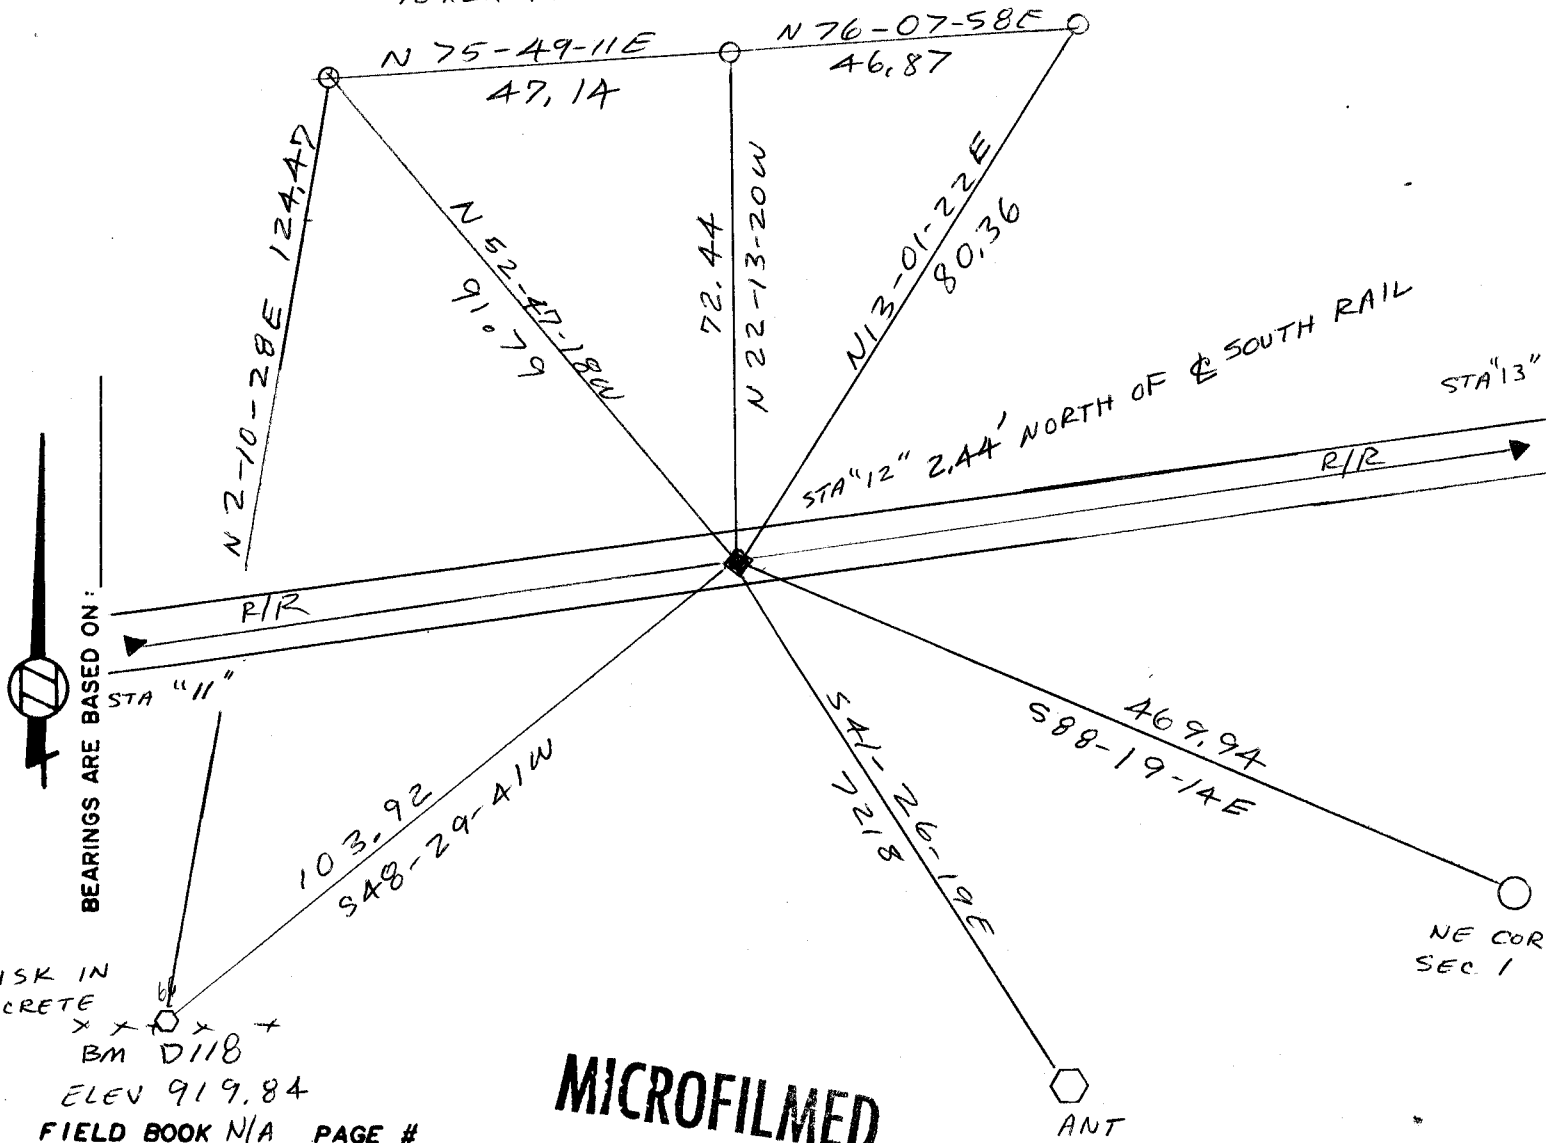 N 75-49-11E
47.14
N 76-07-58E
46.87
N 2-10-28E 124.47
N 52-47-18W
91.79
72.44
N 22-13-20W
N13-01-22E
80.36
STA "12" 2.44' NORTH OF ℄ SOUTH RAIL
STA "13"
R/R
R/R
STA "11"
BEARINGS ARE BASED ON:
103.92
S48-29-41W
S41-26-19E
7218
469.94
S88-19-14E
NE COR
SEC. 1
ISK IN
CRETE
BM D118
ELEV 919.84
FIELD BOOK N/A PAGE #
MICROFILMED
ANT